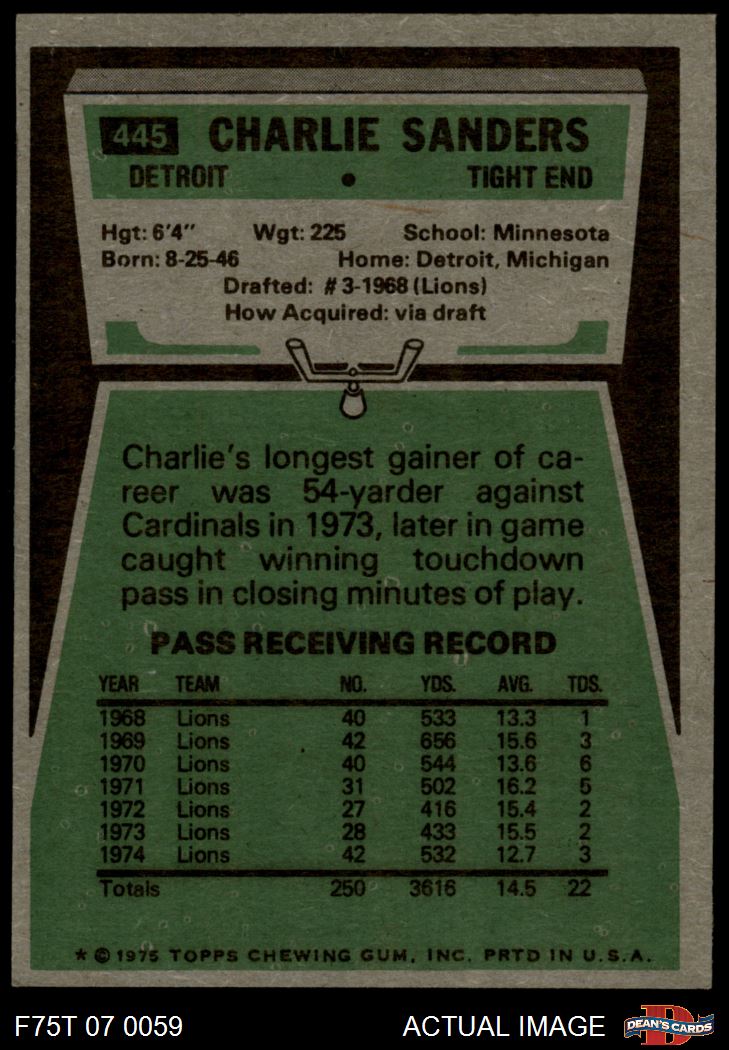 445 CHARLIE SANDERS
DETROIT • TIGHT END
Hgt: 6'4" Wgt: 225 School: Minnesota
Born: 8-25-46 Home: Detroit, Michigan
Drafted: #3-1968 (Lions)
How Acquired: via draft
Charlie's longest gainer of ca-
reer was 54-yarder against
Cardinals in 1973, later in game
caught winning touchdown
pass in closing minutes of play.
PASS RECEIVING RECORD
YEAR TEAM NO. YDS. AVG. TDS.
1968 Lions 40 533 13.3 1
1969 Lions 42 656 15.6 3
1970 Lions 40 544 13.6 6
1971 Lions 31 502 16.2 5
1972 Lions 27 416 15.4 2
1973 Lions 28 433 15.5 2
1974 Lions 42 532 12.7 3
Totals 250 3616 14.5 22
* © 1975 TOPPS CHEWING GUM, INC. PRTD IN U.S.A.
F75T 07 0059 ACTUAL IMAGE D DEAN'S CARDS